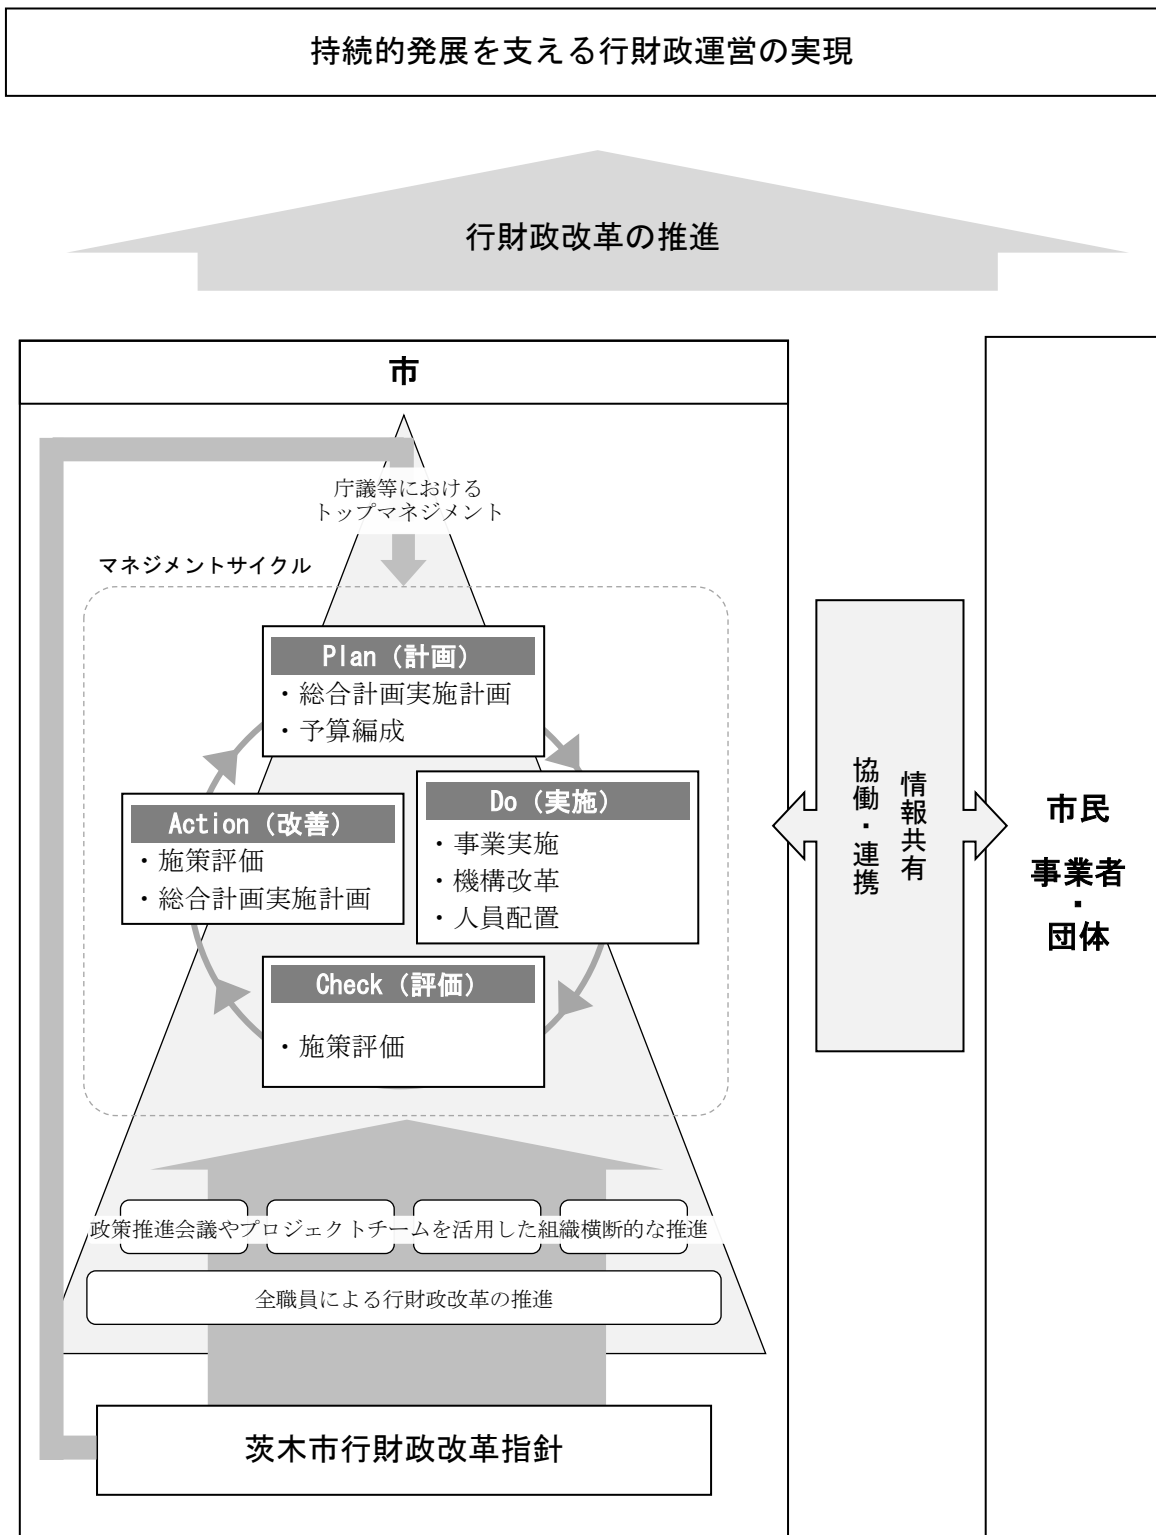 持続的発展を支える行財政運営の実現
行財政改革の推進
市
庁議等における
トップマネジメント
マネジメントサイクル
Plan（計画）
・総合計画実施計画
・予算編成
Do（実施）
・事業実施
・機構改革
・人員配置
Action（改善）
・施策評価
・総合計画実施計画
Check（評価）
・施策評価
政策推進会議やプロジェクトチームを活用した組織横断的な推進
全職員による行財政改革の推進
茨木市行財政改革指針
情報共有
協働・連携
市民
事業者
・
団体